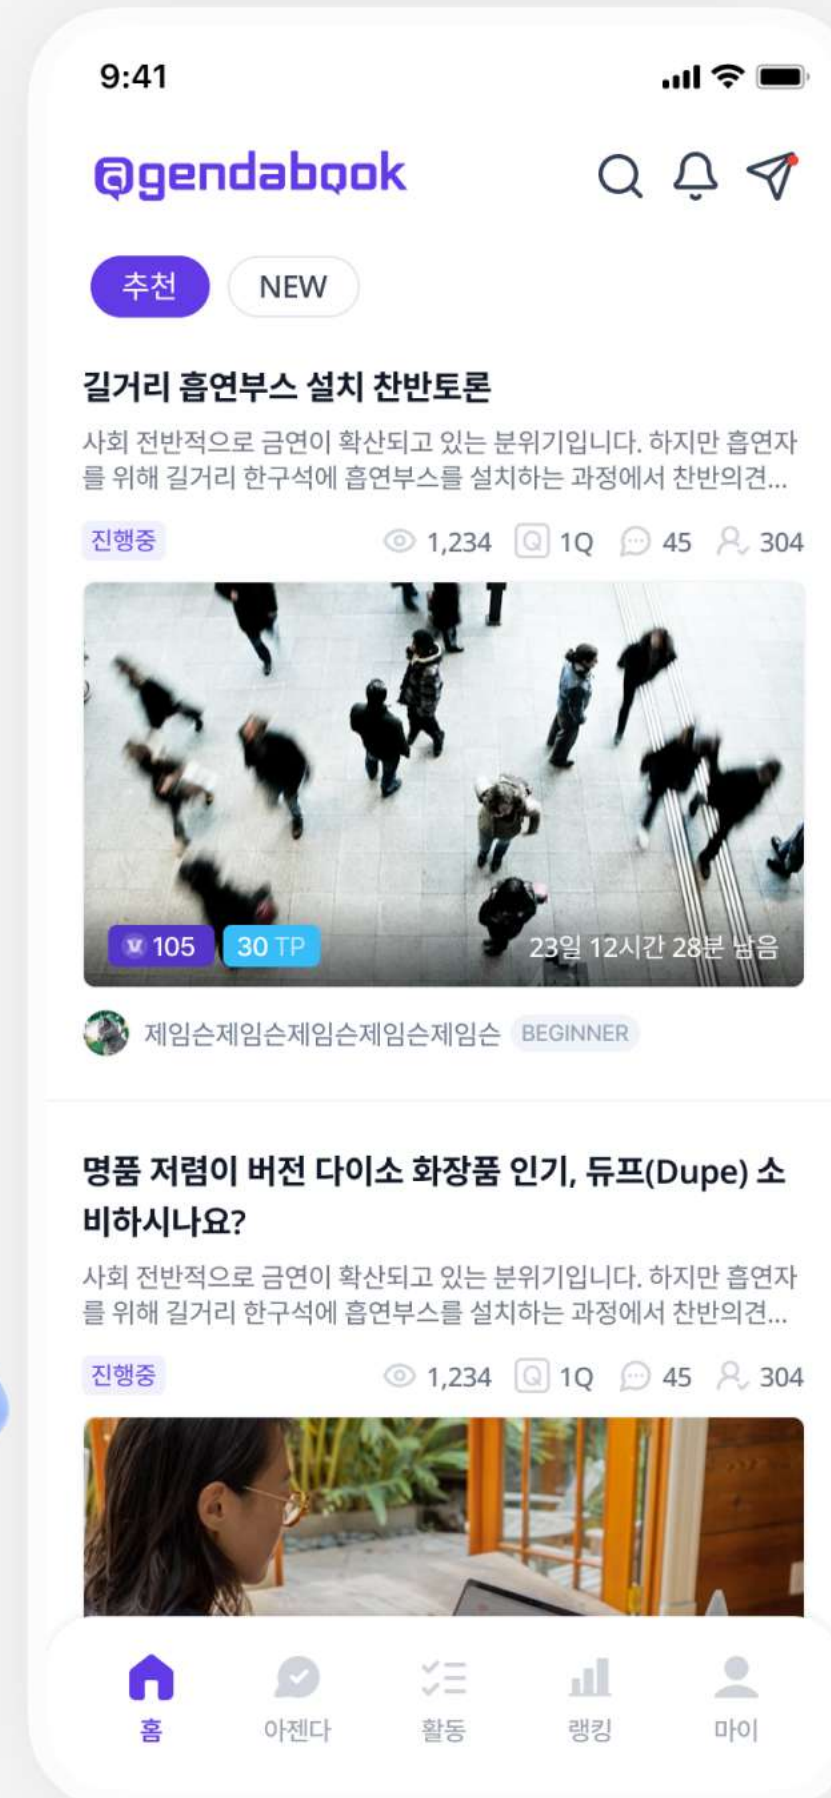 9:41
agendabook
추천 NEW
길거리 흡연부스 설치 찬반토론
사회 전반적으로 금연이 확산되고 있는 분위기입니다. 하지만 흡연자
를 위해 길거리 한구석에 흡연부스를 설치하는 과정에서 찬반의견...
진행중 1,234 Q 1Q 45 304
V 105 30 TP 23일 12시간 28분 남음
제임슨제임슨제임슨제임슨제임슨 BEGINNER
명품 저렴이 버전 다이소 화장품 인기, 듀프(Dupe) 소
비하시나요?
사회 전반적으로 금연이 확산되고 있는 분위기입니다. 하지만 흡연자
를 위해 길거리 한구석에 흡연부스를 설치하는 과정에서 찬반의견...
진행중 1,234 Q 1Q 45 304
홈 아젠다 활동 랭킹 마이